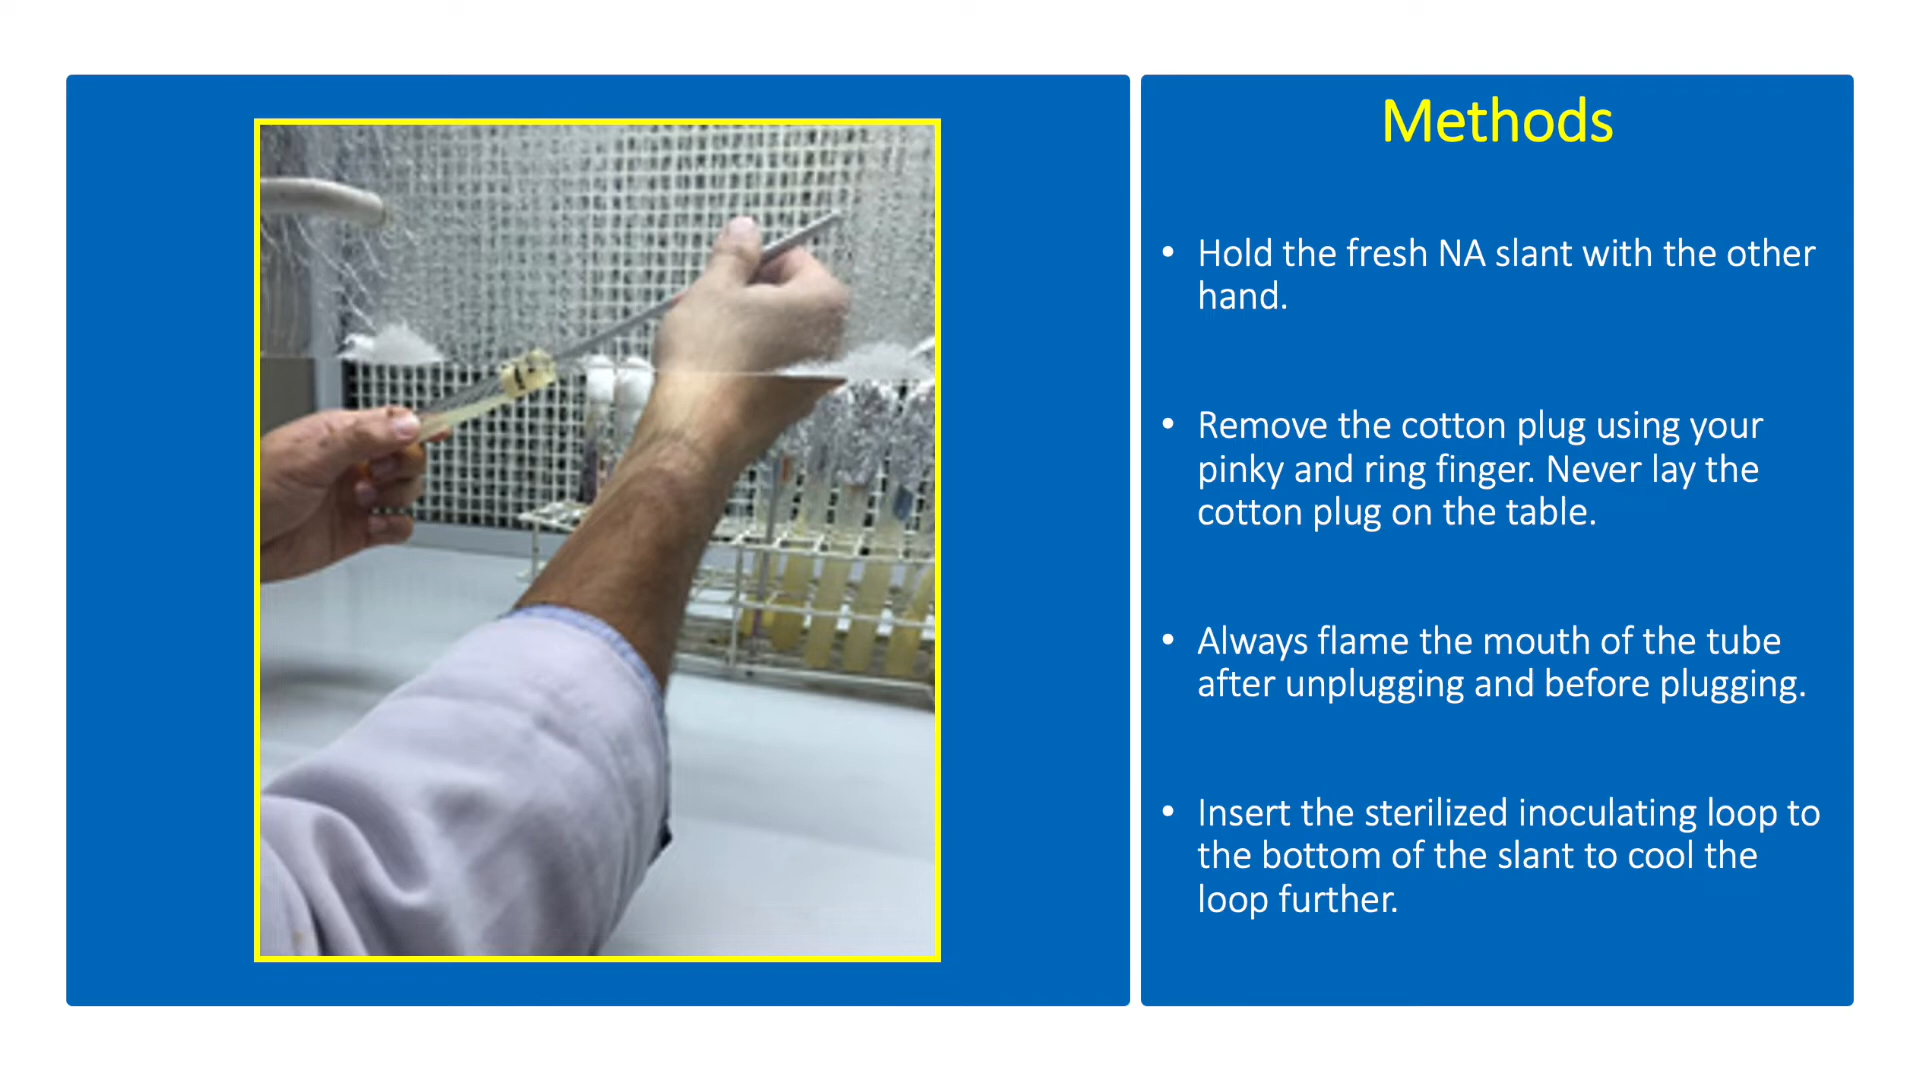 Methods
• Hold the fresh NA slant with the other
hand.
• Remove the cotton plug using your
pinky and ring finger. Never lay the
cotton plug on the table.
• Always flame the mouth of the tube
after unplugging and before plugging.
• Insert the sterilized inoculating loop to
the bottom of the slant to cool the
loop further.